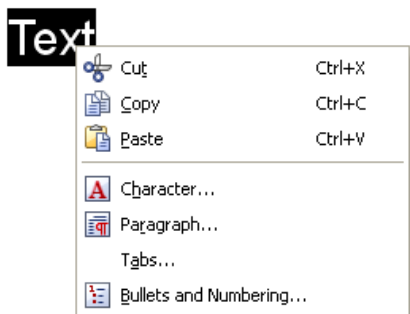 Text
Cut Ctrl+X
Copy Ctrl+C
Paste Ctrl+V
Character...
Paragraph...
Tabs...
Bullets and Numbering...